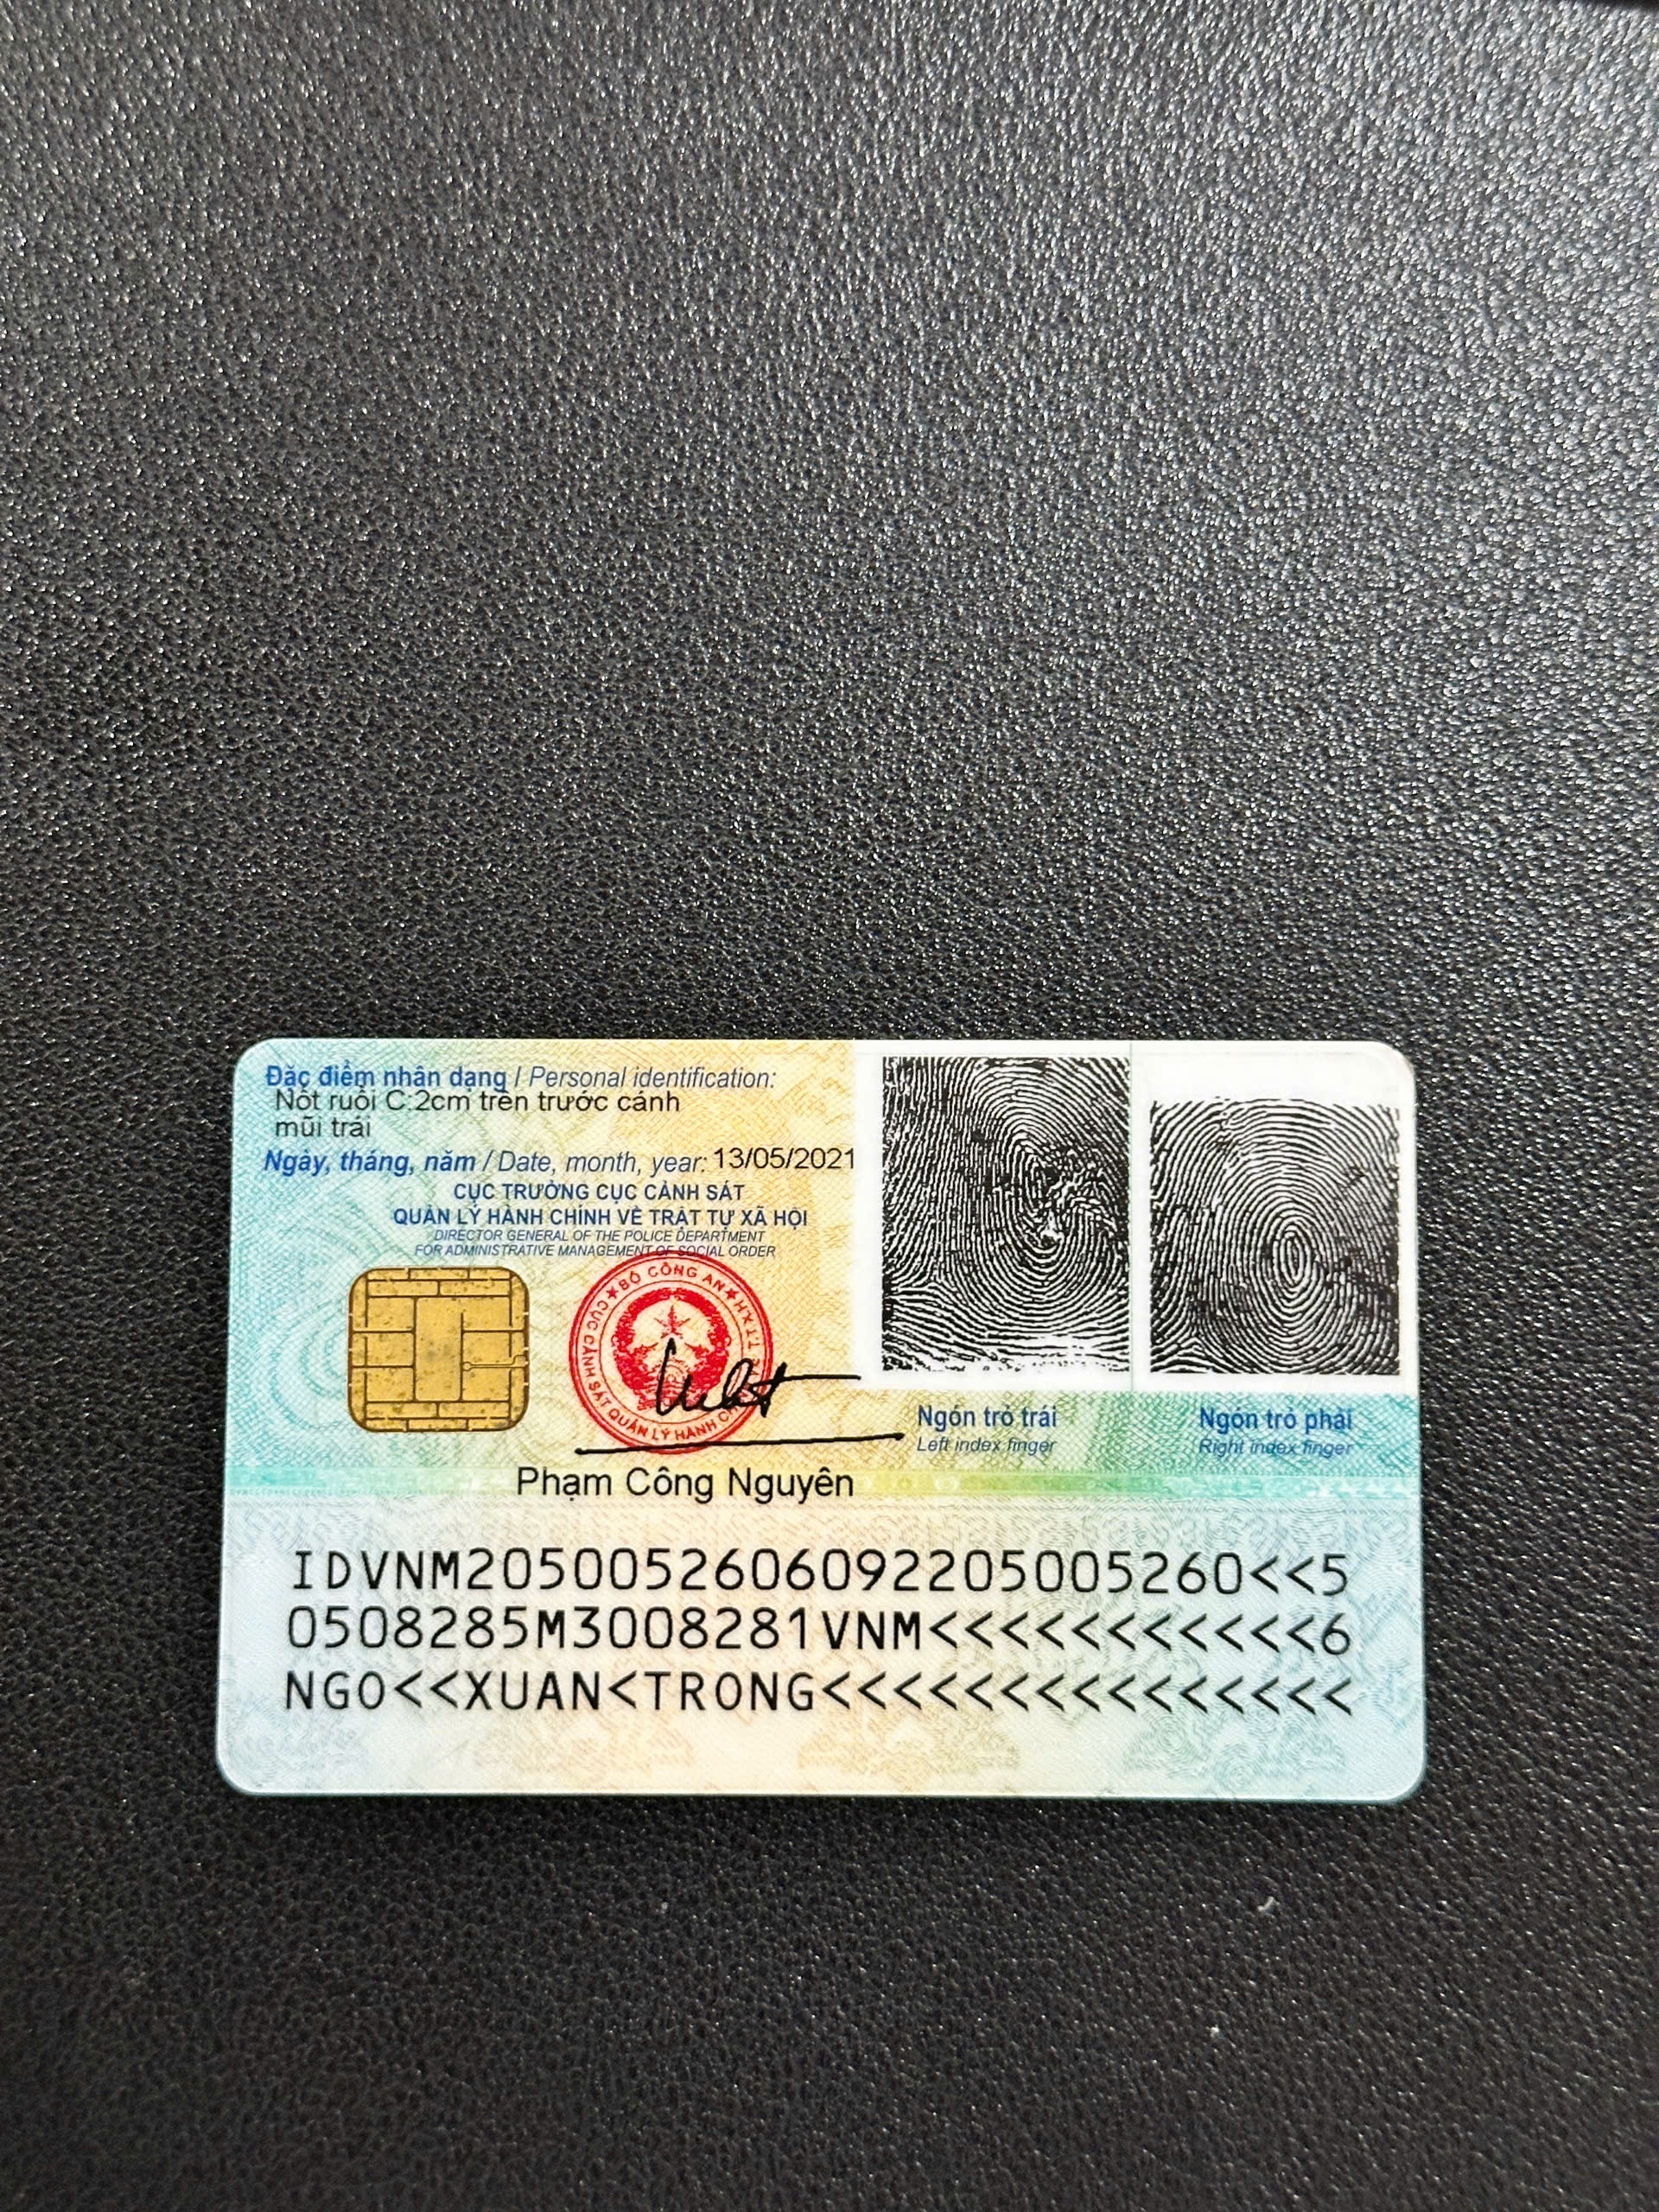 Đặc điểm nhân dạng / Personal identification:
Nốt ruồi C:2cm trên trước cánh
mũi trái
Ngày, tháng, năm / Date, month, year: 13/05/2021
CỤC TRƯỞNG CỤC CẢNH SÁT
QUẢN LÝ HÀNH CHÍNH VỀ TRẬT TỰ XÃ HỘI
DIRECTOR GENERAL OF THE POLICE DEPARTMENT
FOR ADMINISTRATIVE MANAGEMENT OF SOCIAL ORDER
BỘ CÔNG AN
CỤC CẢNH SÁT QUẢN LÝ HÀNH CHÍNH
Ngón trỏ trái
Left index finger
Ngón trỏ phải
Right index finger
Phạm Công Nguyên
IDVNM2050052606092205005260<<5
0508285M3008281VNM<<<<<<<<<<<6
NGO<<XUAN<TRONG<<<<<<<<<<<<<<<